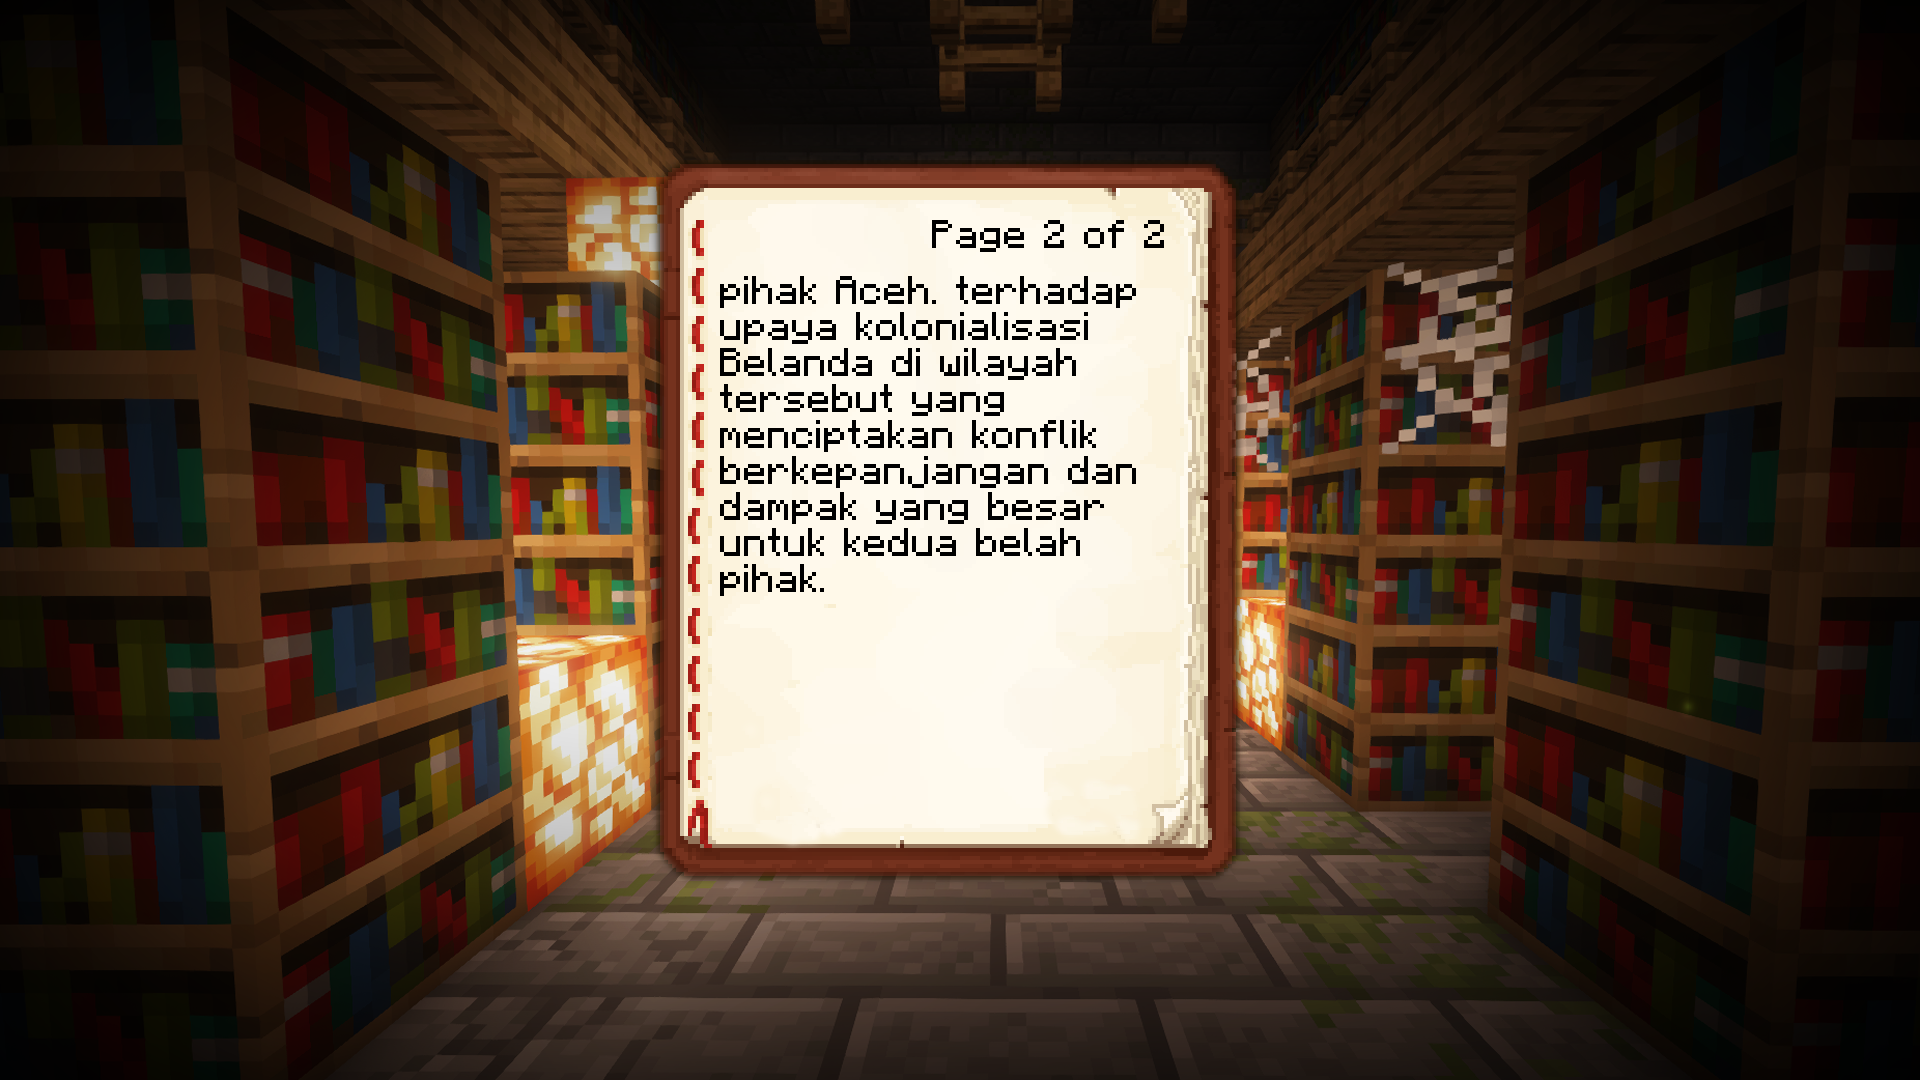 Page 2 of 2
pihak Aceh. terhadap
upaya kolonialisasi
Belanda di wilayah
tersebut yang
menciptakan konflik
berkepanjangan dan
dampak yang besar
untuk kedua belah
pihak.